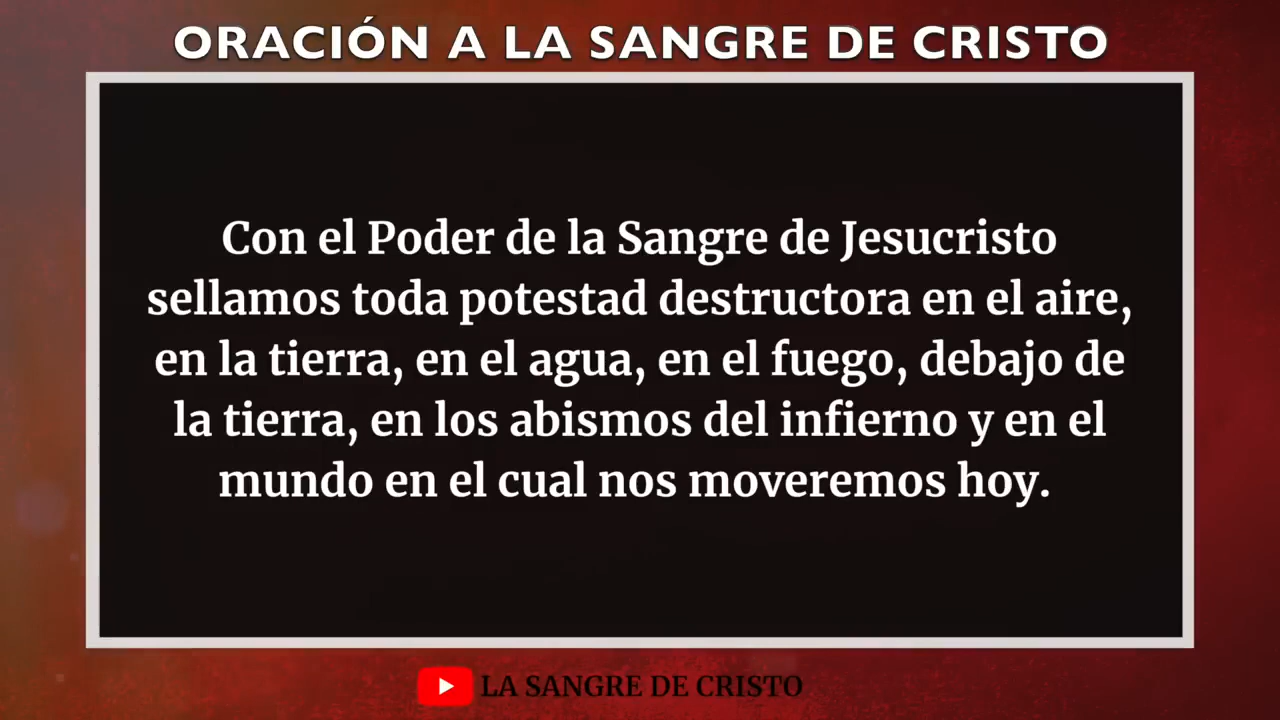 ORACIÓN A LA SANGRE DE CRISTO
Con el Poder de la Sangre de Jesucristo
sellamos toda potestad destructora en el aire,
en la tierra, en el agua, en el fuego, debajo de
la tierra, en los abismos del infierno y en el
mundo en el cual nos moveremos hoy.
LA SANGRE DE CRISTO